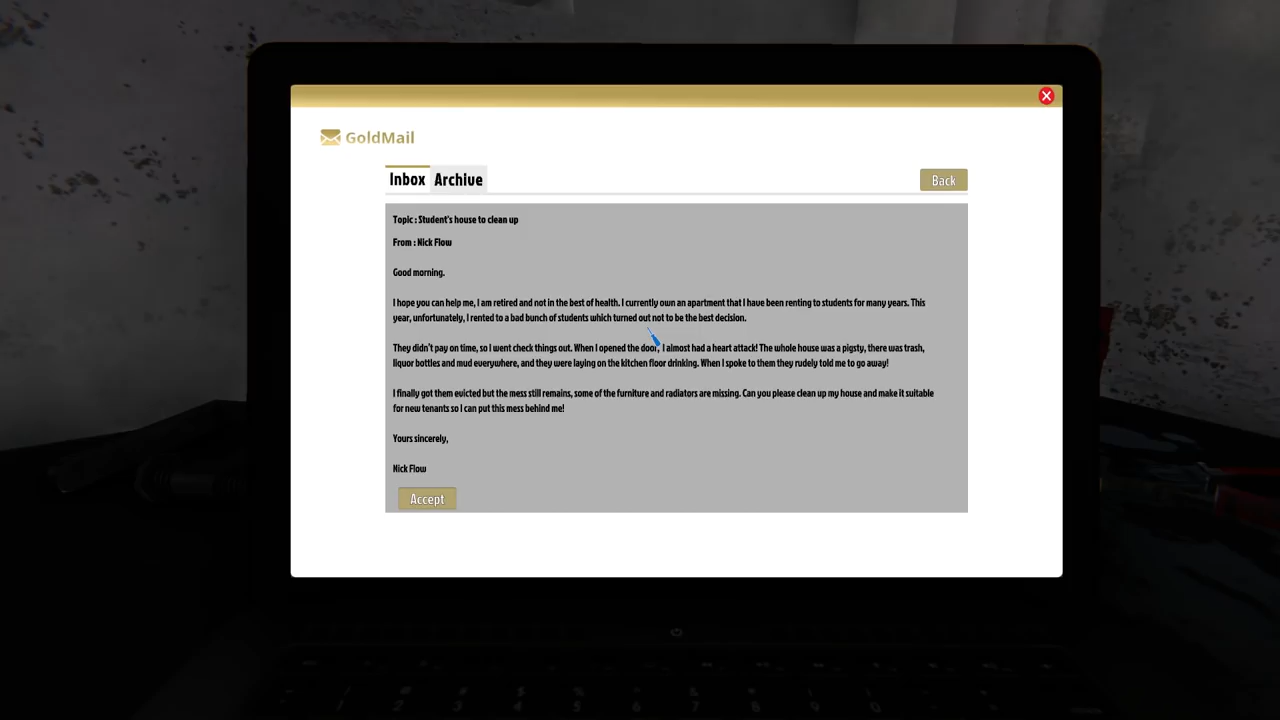 GoldMail
Inbox Archive
Back
Topic : Student's house to clean up
From : Nick Flow
Good morning.
I hope you can help me, I am retired and not in the best of health. I currently own an apartment that I have been renting to students for many years. This
year, unfortunately, I rented to a bad bunch of students which turned out not to be the best decision.
They didn't pay on time, so I went check things out. When I opened the door, I almost had a heart attack! The whole house was a pigsty, there was trash,
liquor bottles and mud everywhere, and they were laying on the kitchen floor drinking. When I spoke to them they rudely told me to go away!
I finally got them evicted but the mess still remains, some of the furniture and radiators are missing. Can you please clean up my house and make it suitable
for new tenants so I can put this mess behind me!
Yours sincerely,
Nick Flow
Accept